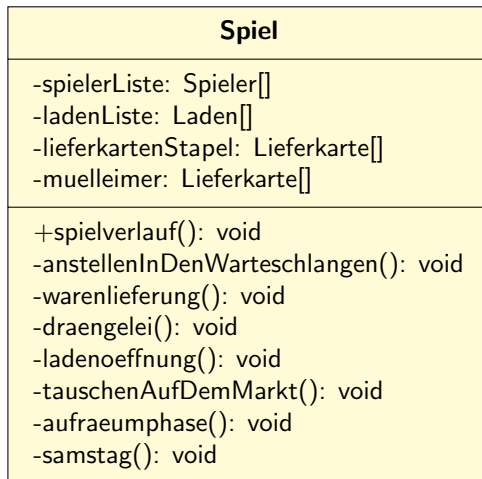 Spiel
-spielerListe: Spieler[]
-ladenListe: Laden[]
-lieferkartenStapel: Lieferkarte[]
-muelleimer: Lieferkarte[]
+spielverlauf(): void
-anstellenInDenWarteschlangen(): void
-warenlieferung(): void
-draengelei(): void
-ladenoeffnung(): void
-tauschenAufDemMarkt(): void
-aufraeumphase(): void
-samstag(): void